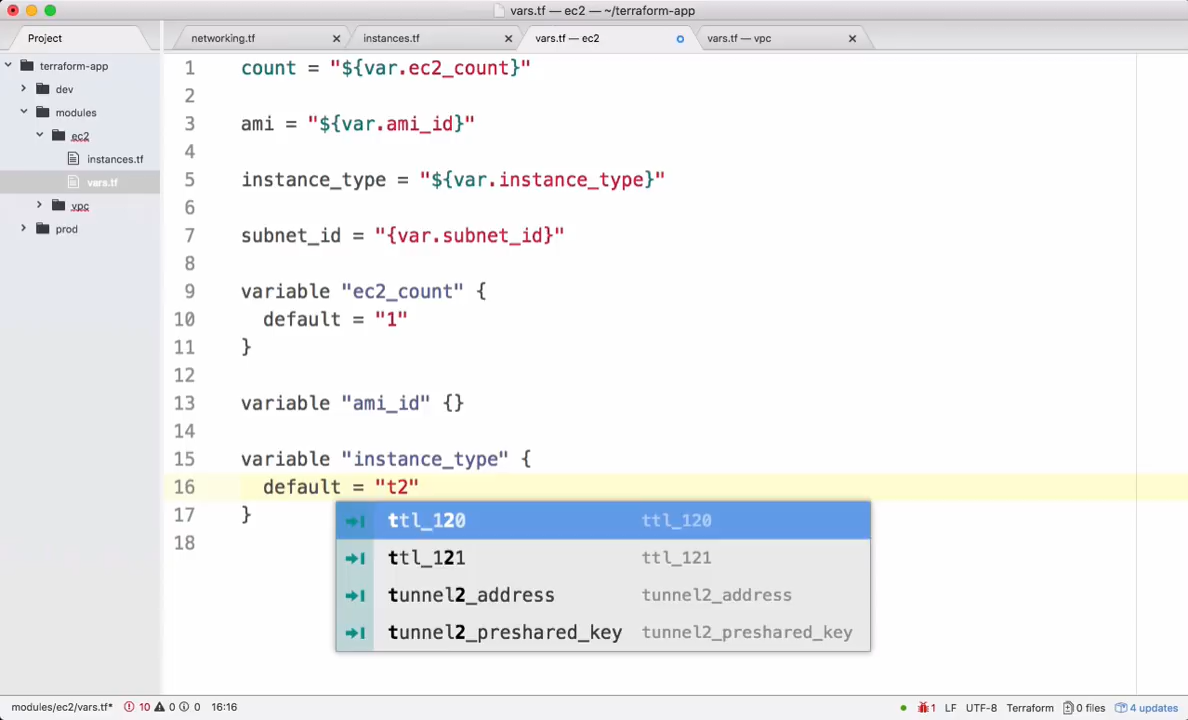 vars.tf — ec2 — ~/terraform-app
Project
networking.tf
instances.tf
vars.tf — ec2
vars.tf — vpc
terraform-app
dev
modules
ec2
instances.tf
vars.tf
vpc
prod
1 count = "${var.ec2_count}"
2
3 ami = "${var.ami_id}"
4
5 instance_type = "${var.instance_type}"
6
7 subnet_id = "{var.subnet_id}"
8
9 variable "ec2_count" {
10 default = "1"
11 }
12
13 variable "ami_id" {}
14
15 variable "instance_type" {
16 default = "t2"
17 }
18
ttl_120 ttl_120
ttl_121 ttl_121
tunnel2_address tunnel2_address
tunnel2_preshared_key tunnel2_preshared_key
modules/ec2/vars.tf* 10 0 0 16:16 1 LF UTF-8 Terraform 0 files 4 updates